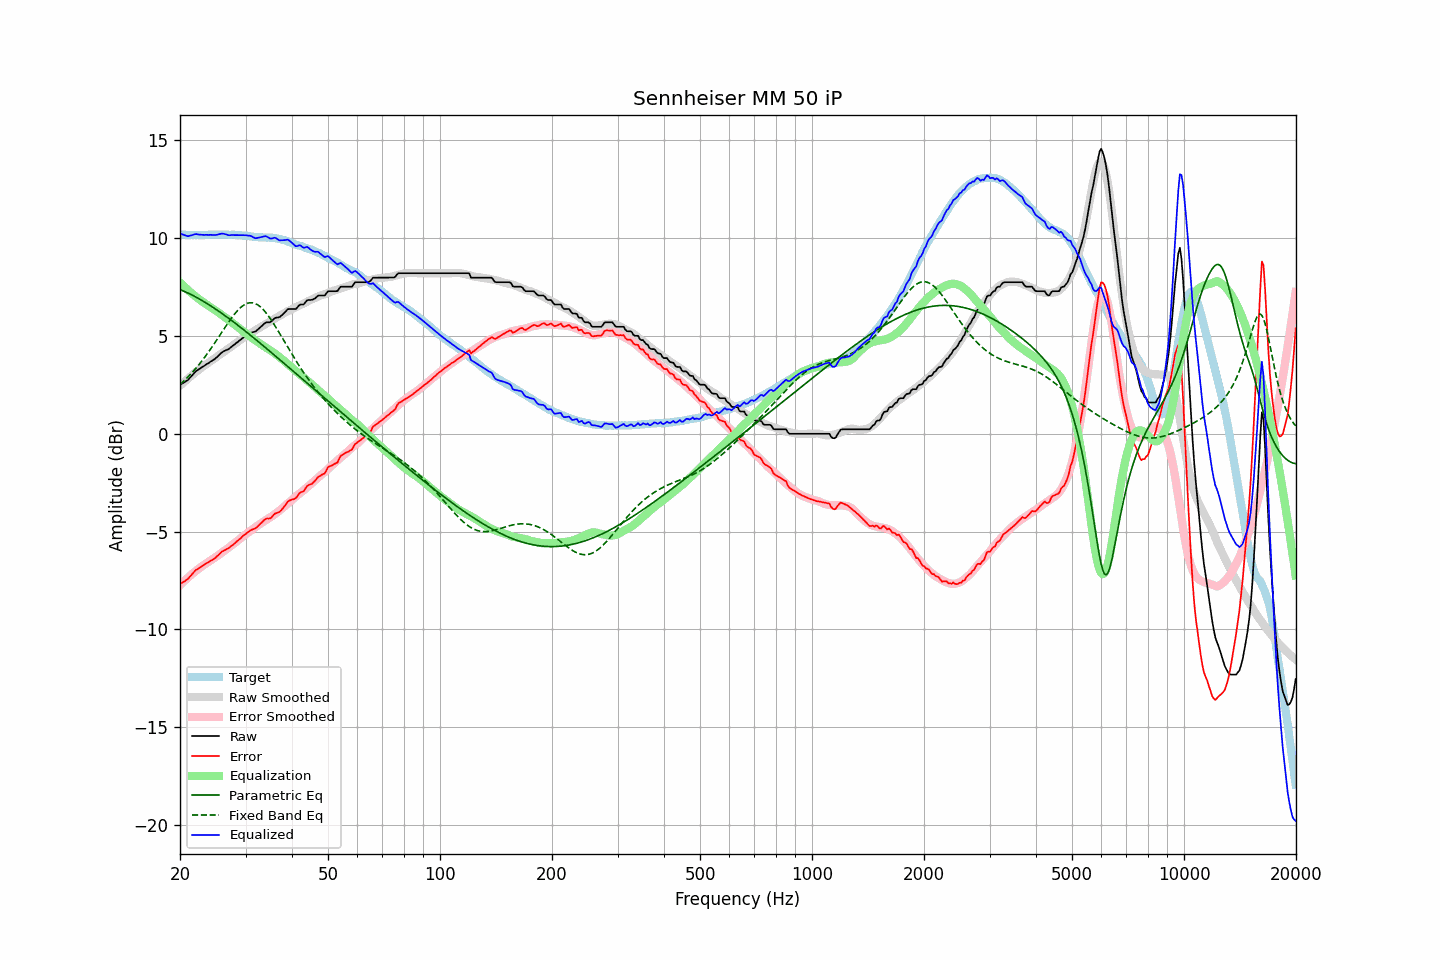 Sennheiser MM 50 iP
Amplitude (dBr)
15
10
5
0
−5
−10
−15
−20
Target
Raw Smoothed
Error Smoothed
Raw
Error
Equalization
Parametric Eq
Fixed Band Eq
Equalized
20 50 100 200 500 1000 2000 5000 10000 20000
Frequency (Hz)